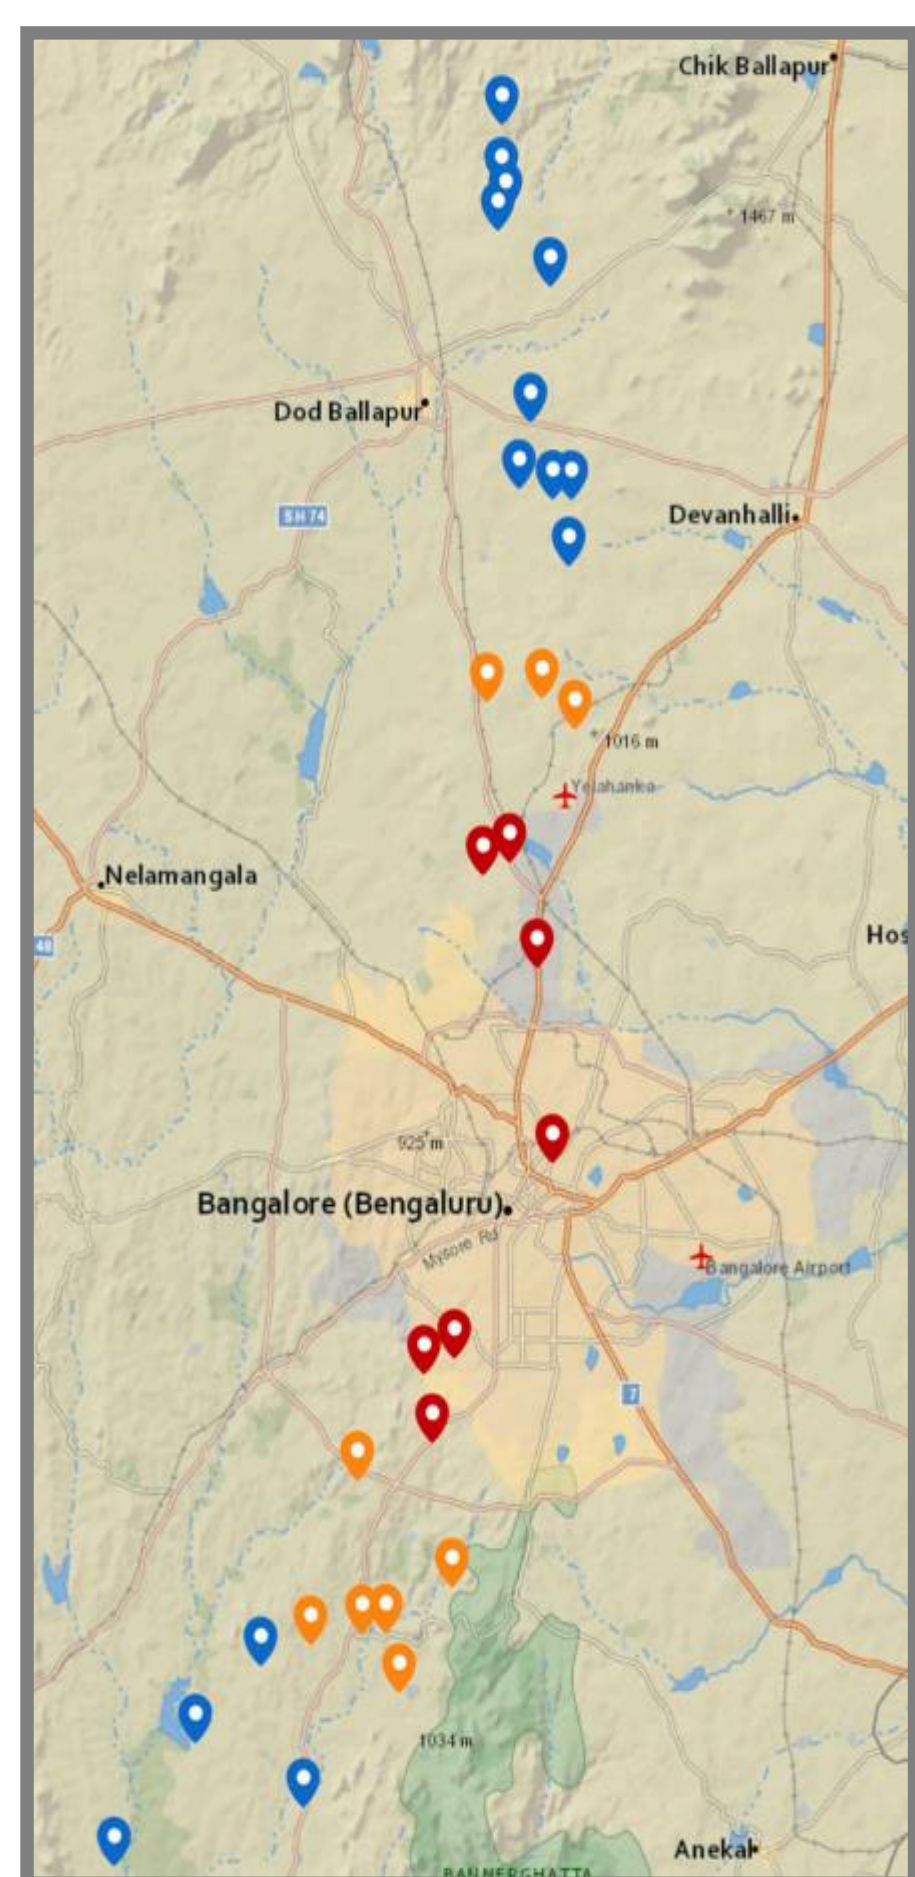 Chik Ballapur
1467 m
Dod Ballapur
SH 74
Devanhalli
1016 m
Yelahanka
Nelamangala
48
Hos
925 m
Bangalore (Bengaluru)
Mysore Rd
Bangalore Airport
7
1034 m
Anekal
BANNERGHATTA